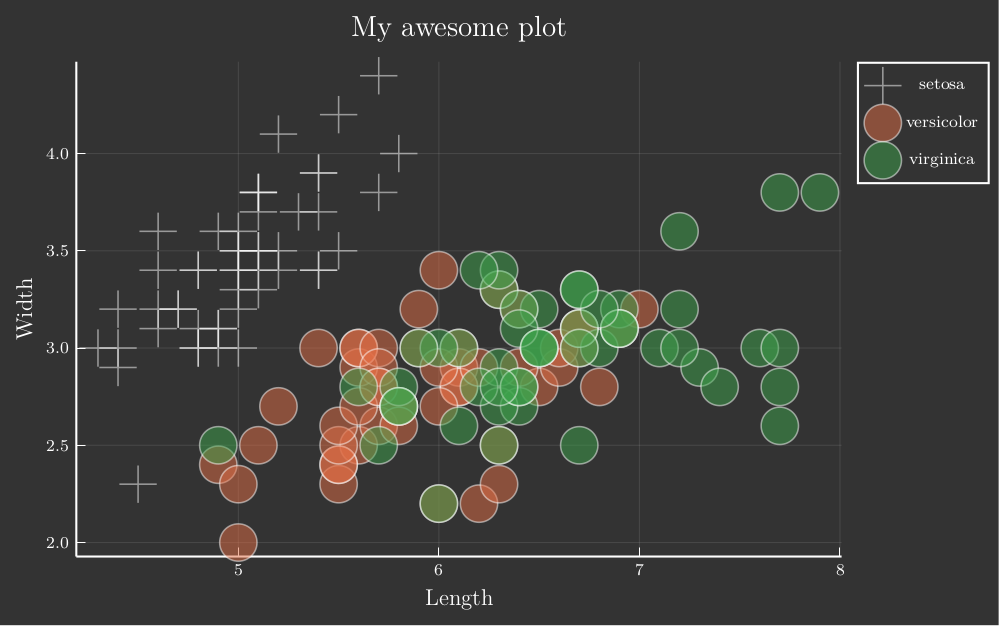 My awesome plot
setosa
versicolor
virginica
4.0
3.5
3.0
2.5
2.0
Width
5 6 7 8
Length